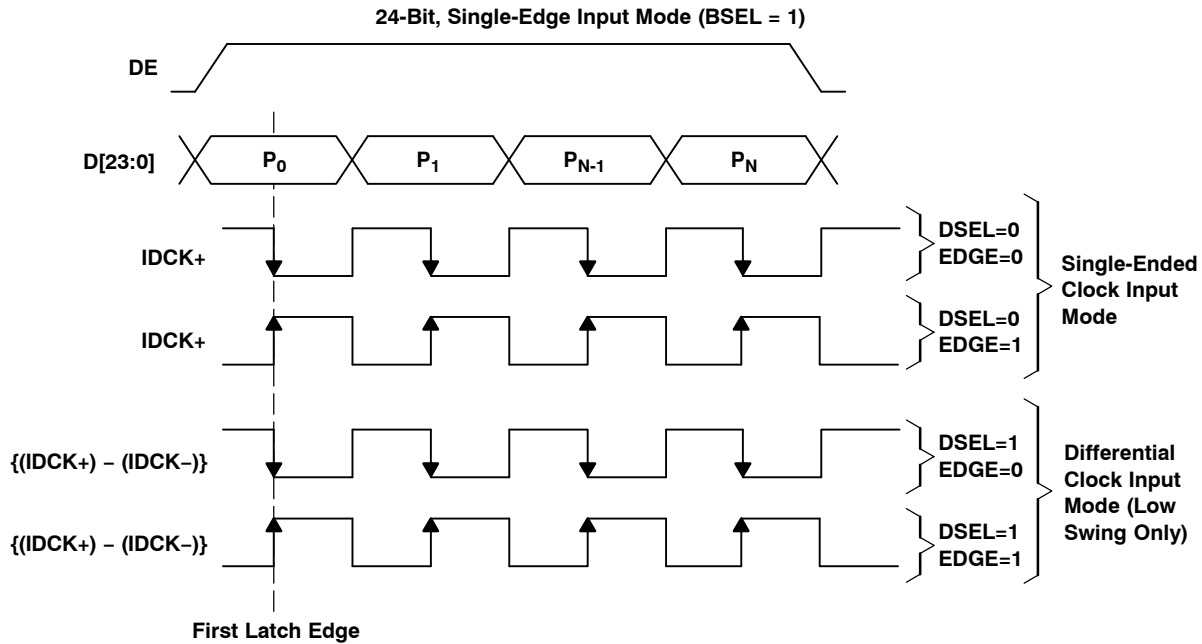 24-Bit, Single-Edge Input Mode (BSEL = 1)
DE
D[23:0]
P0
P1
PN-1
PN
IDCK+
DSEL=0
EDGE=0
IDCK+
DSEL=0
EDGE=1
Single-Ended
Clock Input
Mode
{(IDCK+) − (IDCK−)}
DSEL=1
EDGE=0
{(IDCK+) − (IDCK−)}
DSEL=1
EDGE=1
Differential
Clock Input
Mode (Low
Swing Only)
First Latch Edge